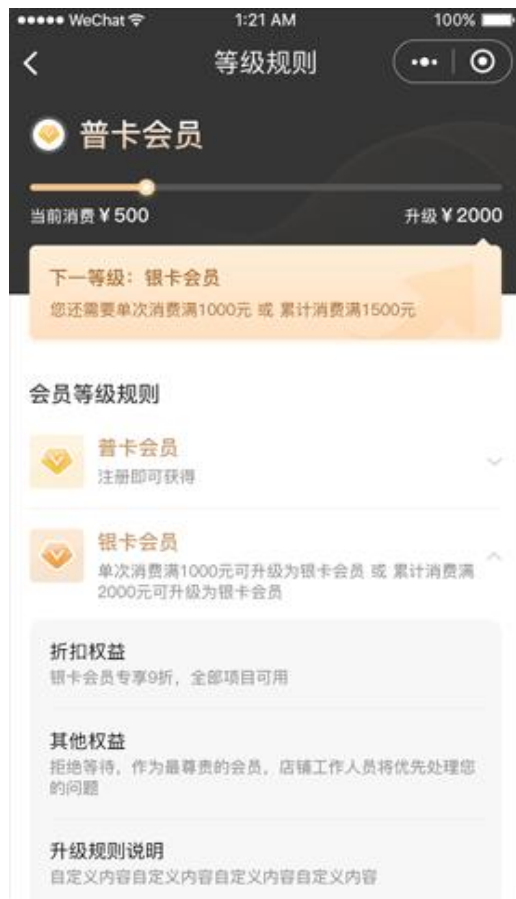 WeChat
1:21 AM
100%
等级规则
普卡会员
当前消费¥500
升级¥2000
下一等级：银卡会员
您还需要单次消费满1000元 或 累计消费满1500元
会员等级规则
普卡会员
注册即可获得
银卡会员
单次消费满1000元可升级为银卡会员 或 累计消费满
2000元可升级为银卡会员
折扣权益
银卡会员专享9折，全部项目可用
其他权益
拒绝等待，作为最尊贵的会员，店铺工作人员将优先处理您
的问题
升级规则说明
自定义内容自定义内容自定义内容自定义内容